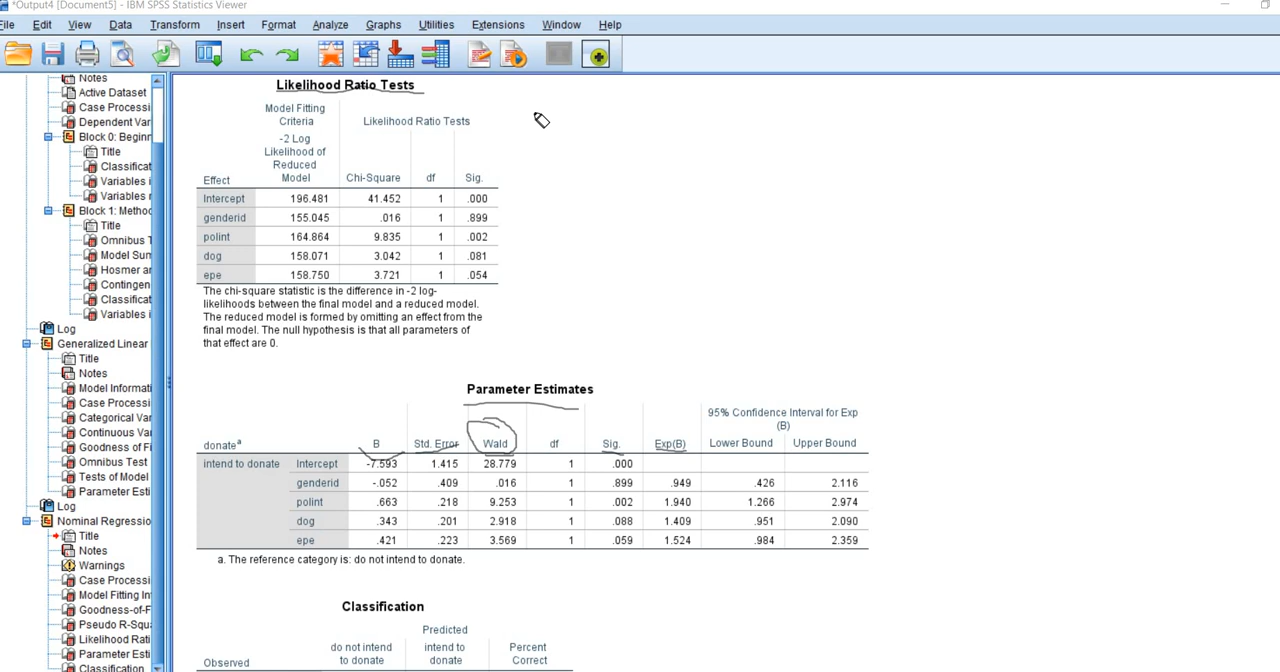 *Output4 [Document5] - IBM SPSS Statistics Viewer
File Edit View Data Transform Insert Format Analyze Graphs Utilities Extensions Window Help
Notes
Active Dataset
Case Processi
Dependent Var
Block 0: Beginn
Title
Classificat
Variables i
Variables n
Block 1: Metho
Title
Omnibus T
Model Sum
Hosmer ar
Contingen
Classificat
Variables i
Log
Generalized Linear
Title
Notes
Model Informati
Case Processi
Categorical Var
Continuous Va
Goodness of Fi
Omnibus Test
Tests of Model
Parameter Esti
Log
Nominal Regressio
Title
Notes
Warnings
Case Processi
Model Fitting In
Goodness-of-F
Pseudo R-Squ
Likelihood Rati
Parameter Esti
Classification
Likelihood Ratio Tests
Model Fitting
Criteria
Likelihood Ratio Tests
-2 Log
Likelihood of
Reduced
Effect Model Chi-Square df Sig.
Intercept 196.481 41.452 1 .000
genderid 155.045 .016 1 .899
polint 164.864 9.835 1 .002
dog 158.071 3.042 1 .081
epe 158.750 3.721 1 .054
The chi-square statistic is the difference in -2 log-
likelihoods between the final model and a reduced model.
The reduced model is formed by omitting an effect from the
final model. The null hypothesis is that all parameters of
that effect are 0.
Parameter Estimates
95% Confidence Interval for Exp
(B)
donateᵃ B Std. Error Wald df Sig. Exp(B) Lower Bound Upper Bound
intend to donate Intercept -7.593 1.415 28.779 1 .000
genderid -.052 .409 .016 1 .899 .949 .426 2.116
polint .663 .218 9.253 1 .002 1.940 1.266 2.974
dog .343 .201 2.918 1 .088 1.409 .951 2.090
epe .421 .223 3.569 1 .059 1.524 .984 2.359
a. The reference category is: do not intend to donate.
Classification
Predicted
do not intend intend to Percent
Observed to donate donate Correct